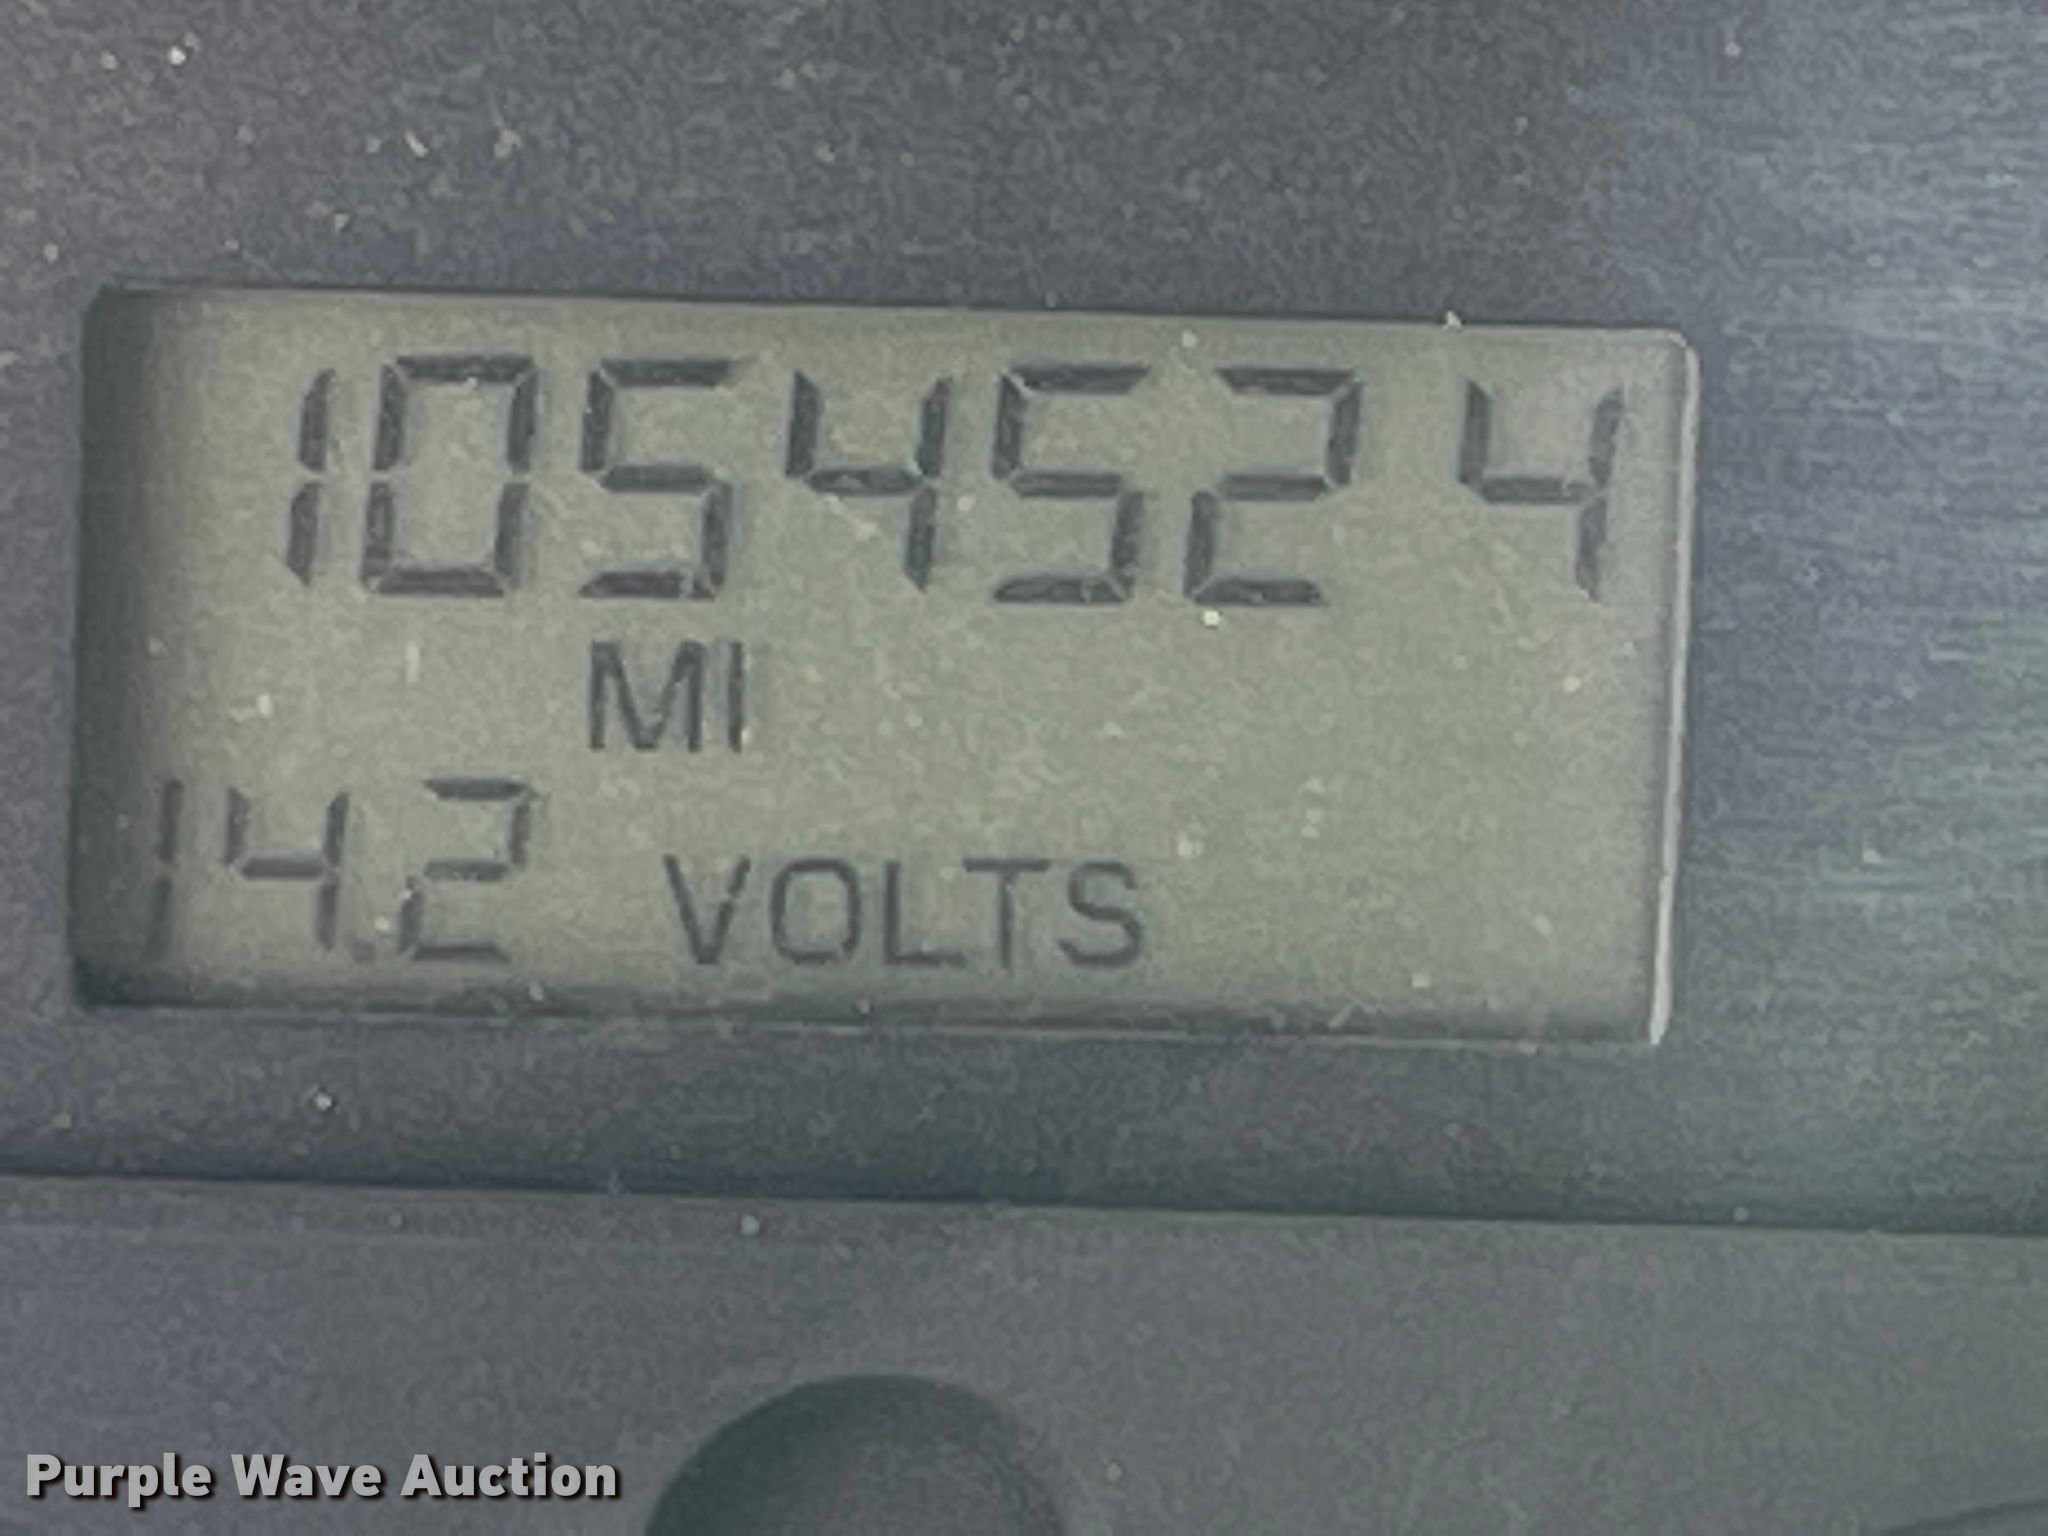 1054524
MI
14.2 VOLTS
Purple Wave Auction